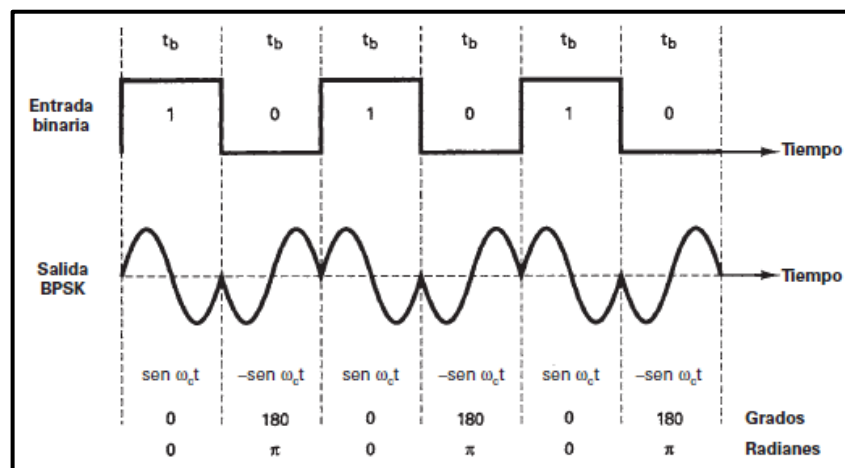 t_b t_b t_b t_b t_b t_b
Entrada binaria
1 0 1 0 1 0
Tiempo
Salida BPSK
Tiempo
sen ω_ct −sen ω_ct sen ω_ct −sen ω_ct sen ω_ct −sen ω_ct
0 180 0 180 0 180 Grados
0 π 0 π 0 π Radianes